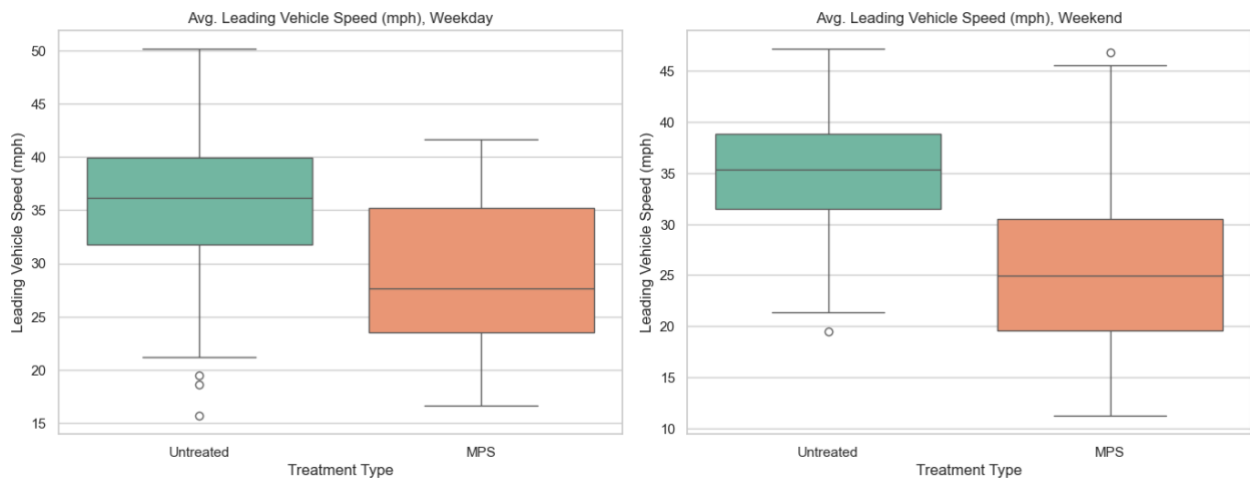 Avg. Leading Vehicle Speed (mph), Weekday
Leading Vehicle Speed (mph)
50
45
40
35
30
25
20
15
Untreated
MPS
Treatment Type
Avg. Leading Vehicle Speed (mph), Weekend
Leading Vehicle Speed (mph)
45
40
35
30
25
20
15
10
Untreated
MPS
Treatment Type